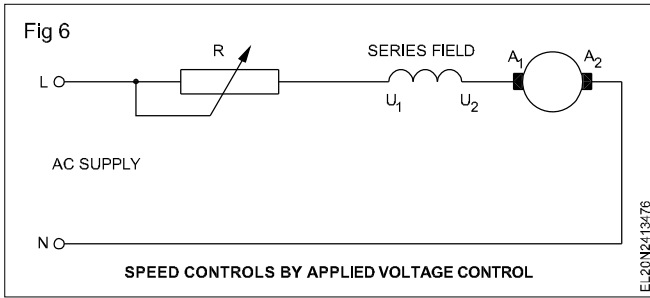 Fig 6
R
SERIES FIELD
A1
A2
L
U1
U2
AC SUPPLY
N
SPEED CONTROLS BY APPLIED VOLTAGE CONTROL
EL20N2413476